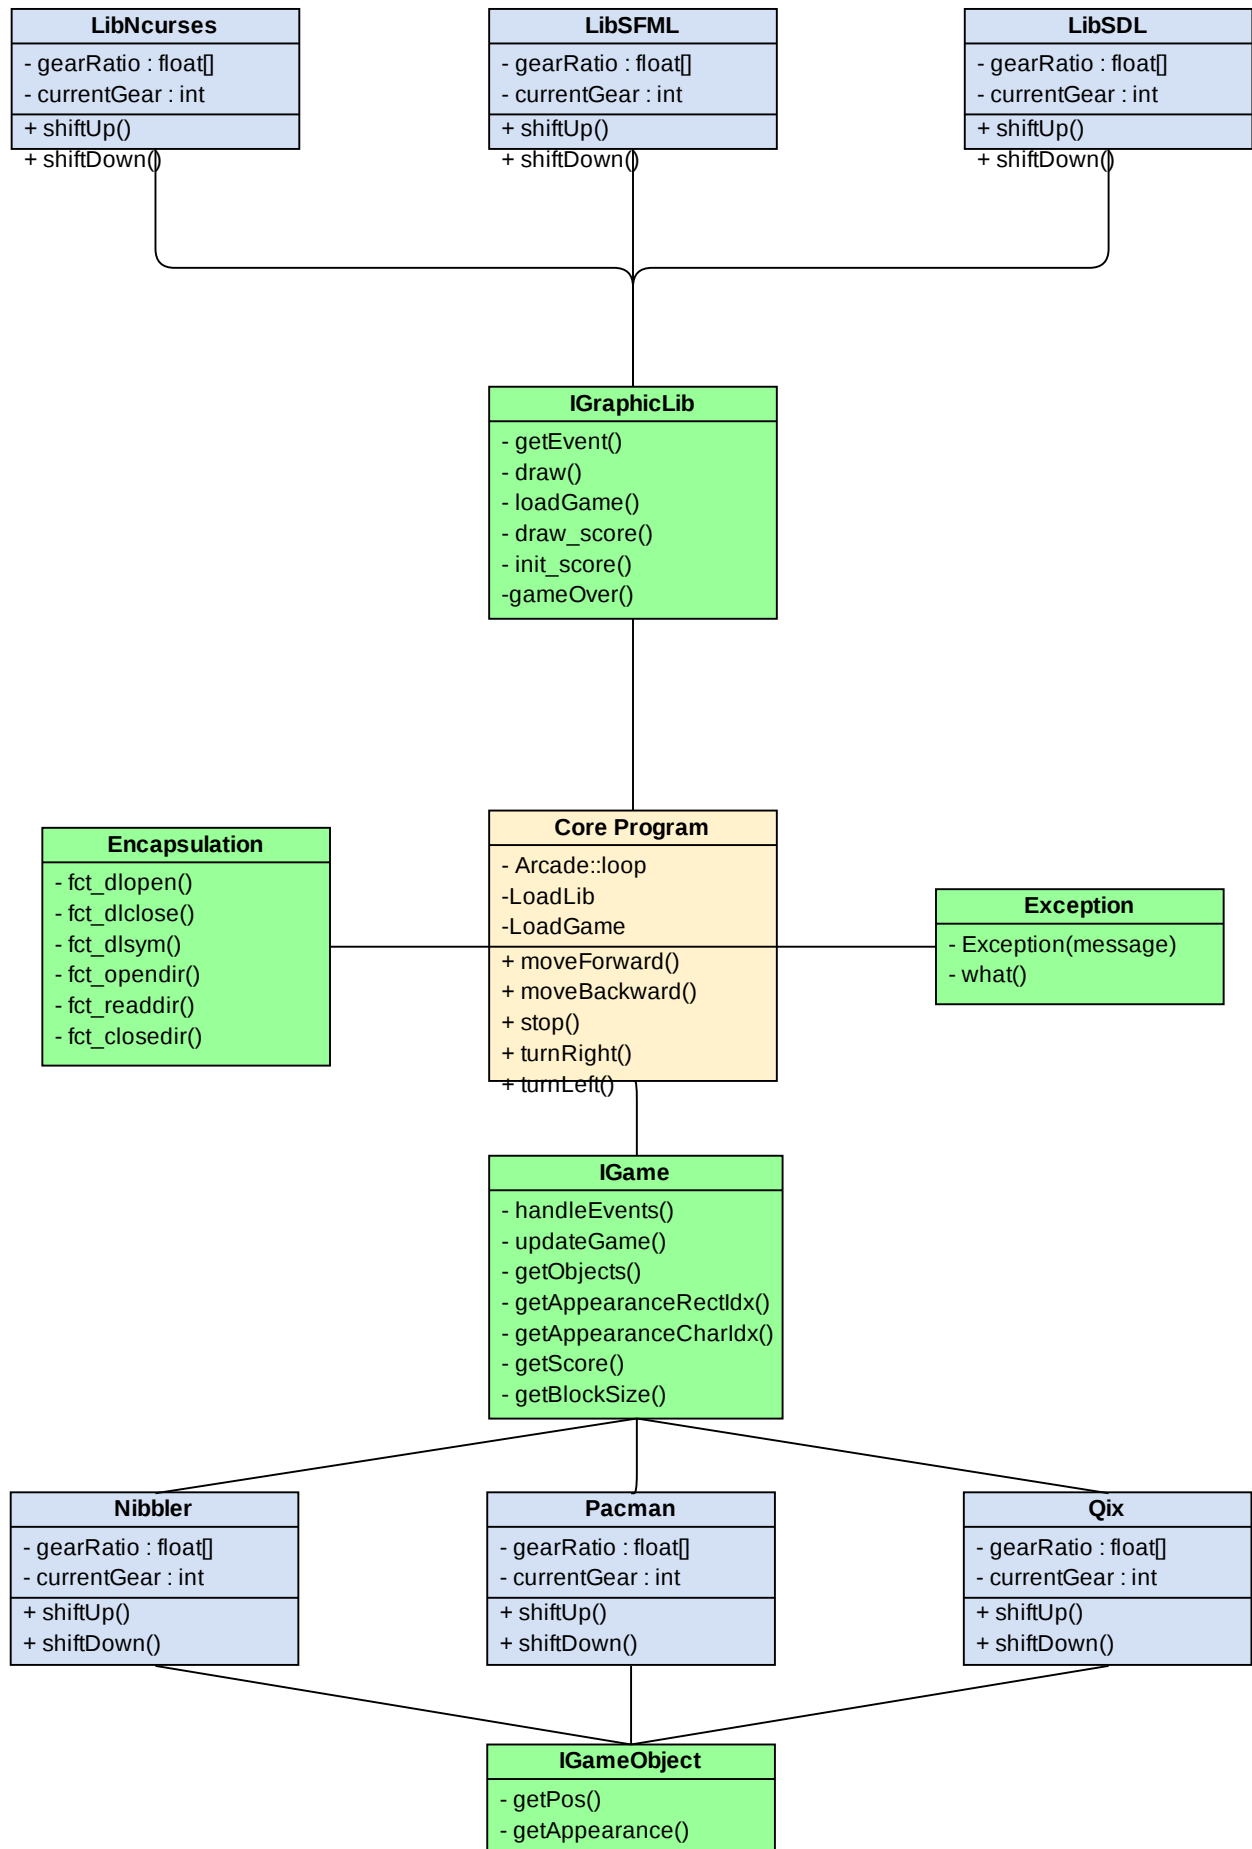 LibNcurses
- gearRatio : float[]
- currentGear : int
+ shiftUp()
+ shiftDown()
LibSFML
- gearRatio : float[]
- currentGear : int
+ shiftUp()
+ shiftDown()
LibSDL
- gearRatio : float[]
- currentGear : int
+ shiftUp()
+ shiftDown()
IGraphicLib
- getEvent()
- draw()
- loadGame()
- draw_score()
- init_score()
-gameOver()
Encapsulation
- fct_dlopen()
- fct_dlclose()
- fct_dlsym()
- fct_opendir()
- fct_readdir()
- fct_closedir()
Core Program
- Arcade::loop
-LoadLib
-LoadGame
+ moveForward()
+ moveBackward()
+ stop()
+ turnRight()
+ turnLeft()
Exception
- Exception(message)
- what()
IGame
- handleEvents()
- updateGame()
- getObjects()
- getAppearanceRectIdx()
- getAppearanceCharIdx()
- getScore()
- getBlockSize()
Nibbler
- gearRatio : float[]
- currentGear : int
+ shiftUp()
+ shiftDown()
Pacman
- gearRatio : float[]
- currentGear : int
+ shiftUp()
+ shiftDown()
Qix
- gearRatio : float[]
- currentGear : int
+ shiftUp()
+ shiftDown()
IGameObject
- getPos()
- getAppearance()